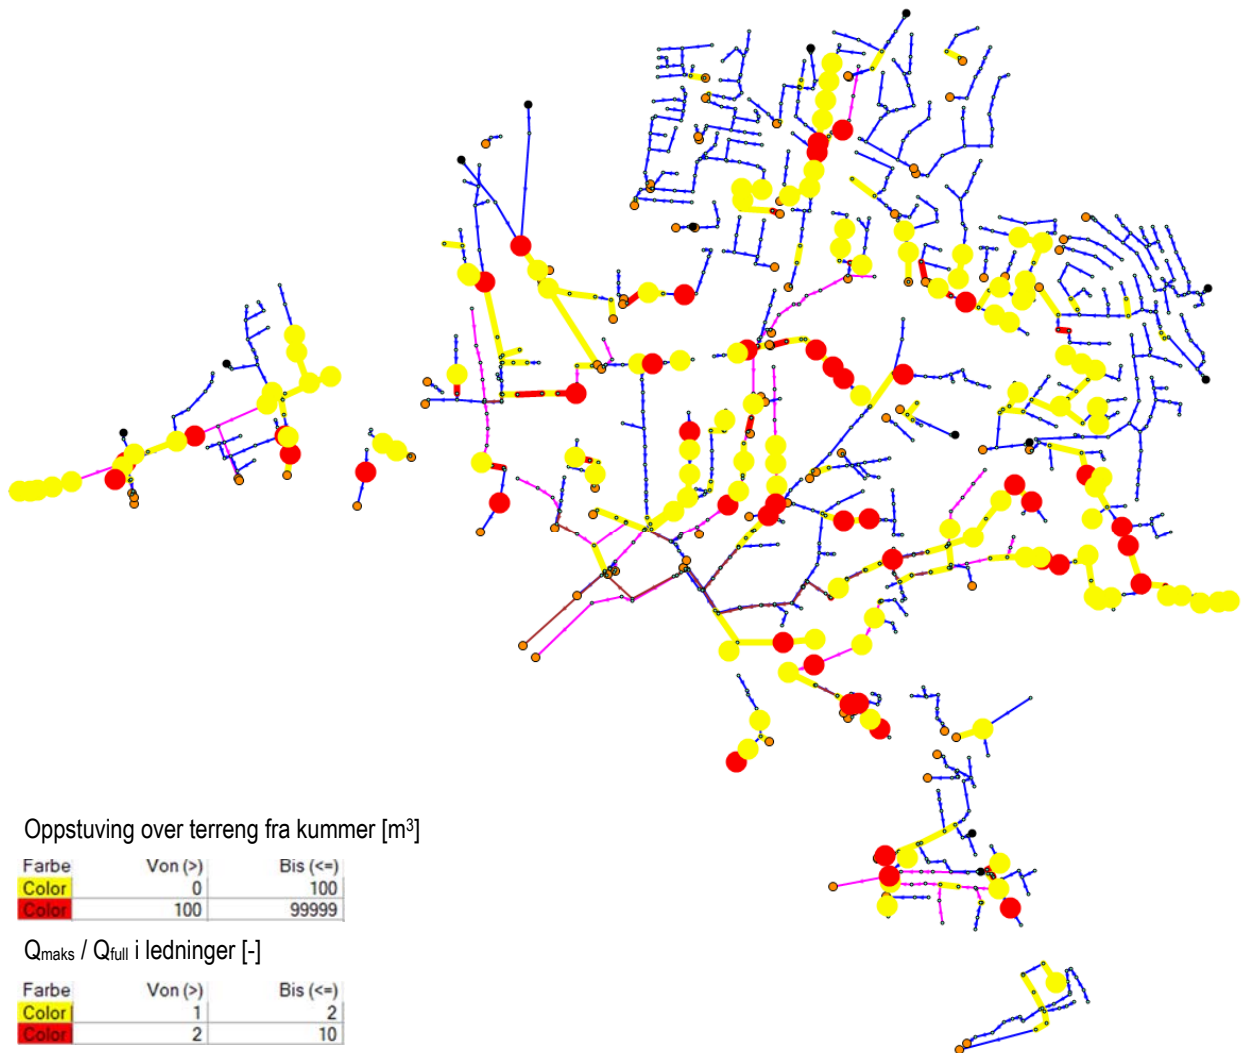 Oppstuving over terreng fra kummer [m³]
Farbe Von (>) Bis (<=)
Color 0 100
Color 100 99999
Qmaks / Qfull i ledninger [-]
Farbe Von (>) Bis (<=)
Color 1 2
Color 2 10